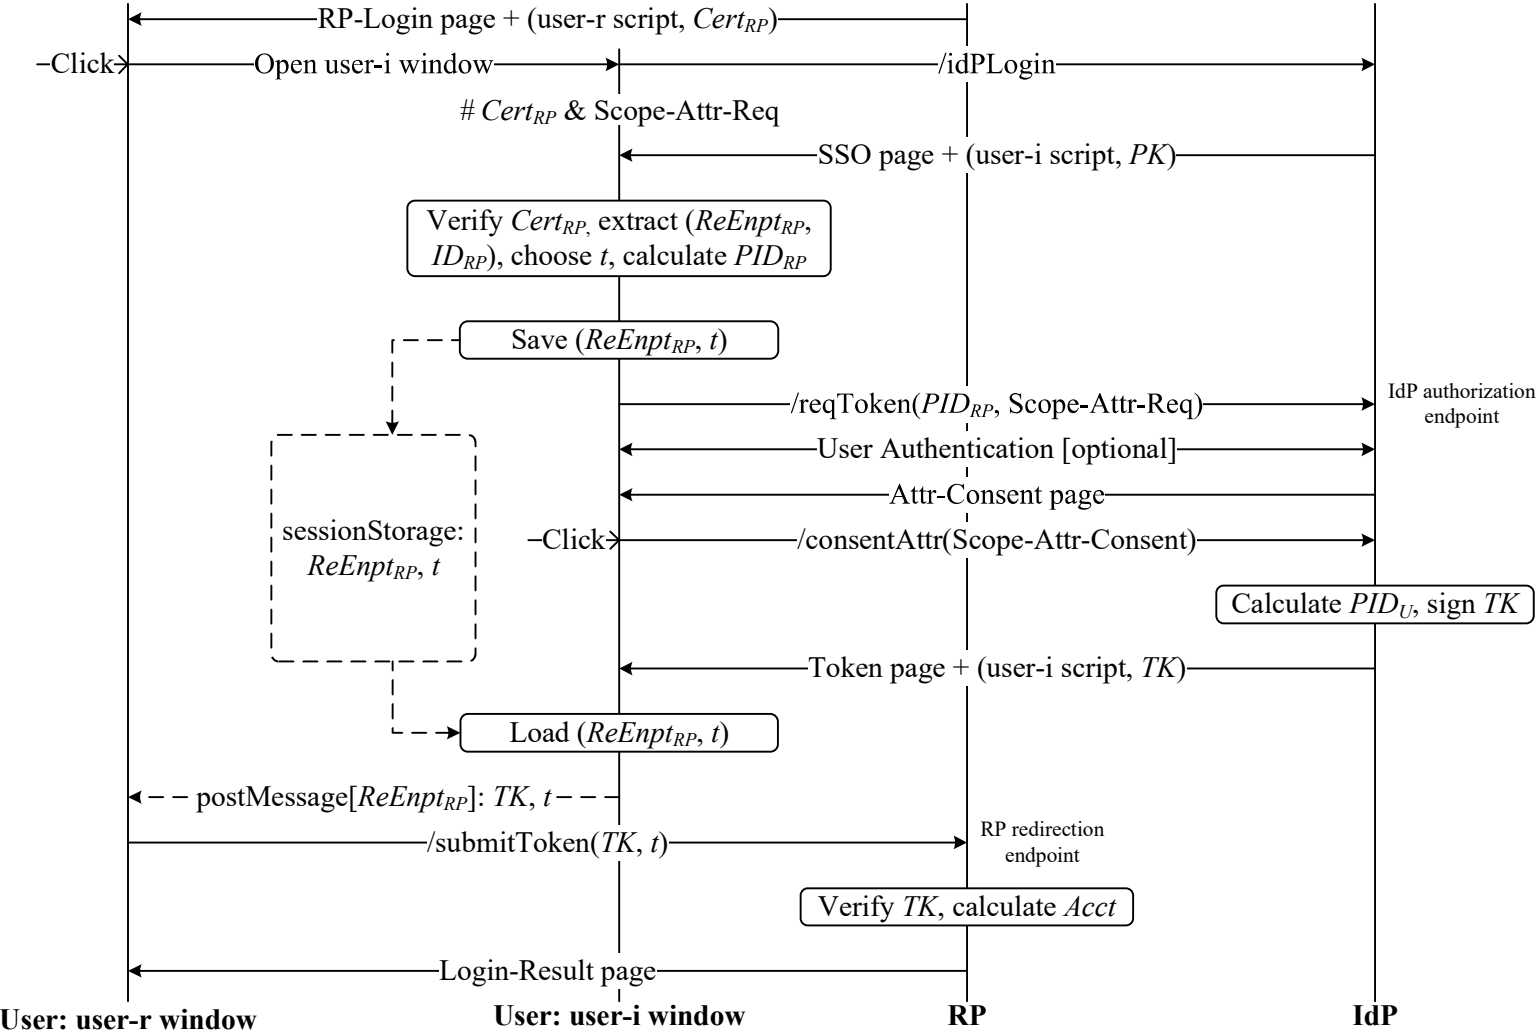 RP-Login page + (user-r script, CertRP)
Click
Open user-i window
/idPLogin
# CertRP & Scope-Attr-Req
SSO page + (user-i script, PK)
Verify CertRP, extract (ReEnptRP,
IDRP), choose t, calculate PIDRP
Save (ReEnptRP, t)
/reqToken(PIDRP, Scope-Attr-Req)
IdP authorization
endpoint
User Authentication [optional]
Attr-Consent page
sessionStorage:
ReEnptRP, t
Click
/consentAttr(Scope-Attr-Consent)
Calculate PIDU, sign TK
Token page + (user-i script, TK)
Load (ReEnptRP, t)
postMessage[ReEnptRP]: TK, t
/submitToken(TK, t)
RP redirection
endpoint
Verify TK, calculate Acct
Login-Result page
User: user-r window
User: user-i window
RP
IdP